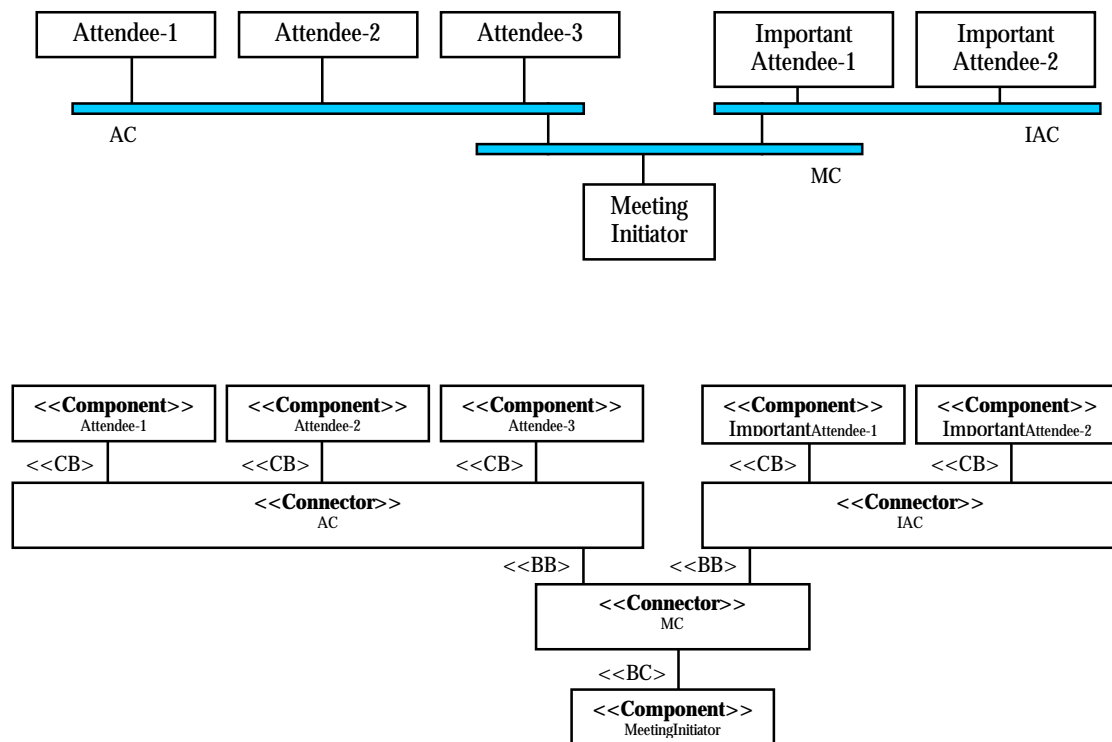 Attendee-1
Attendee-2
Attendee-3
Important
Attendee-1
Important
Attendee-2
AC
IAC
MC
Meeting
Initiator
<<Component>>
Attendee-1
<<Component>>
Attendee-2
<<Component>>
Attendee-3
<<Component>>
ImportantAttendee-1
<<Component>>
ImportantAttendee-2
<<CB>
<<CB>
<<CB>
<<CB>
<<CB>
<<Connector>>
AC
<<Connector>>
IAC
<<BB>
<<BB>
<<Connector>>
MC
<<BC>
<<Component>>
MeetingInitiator